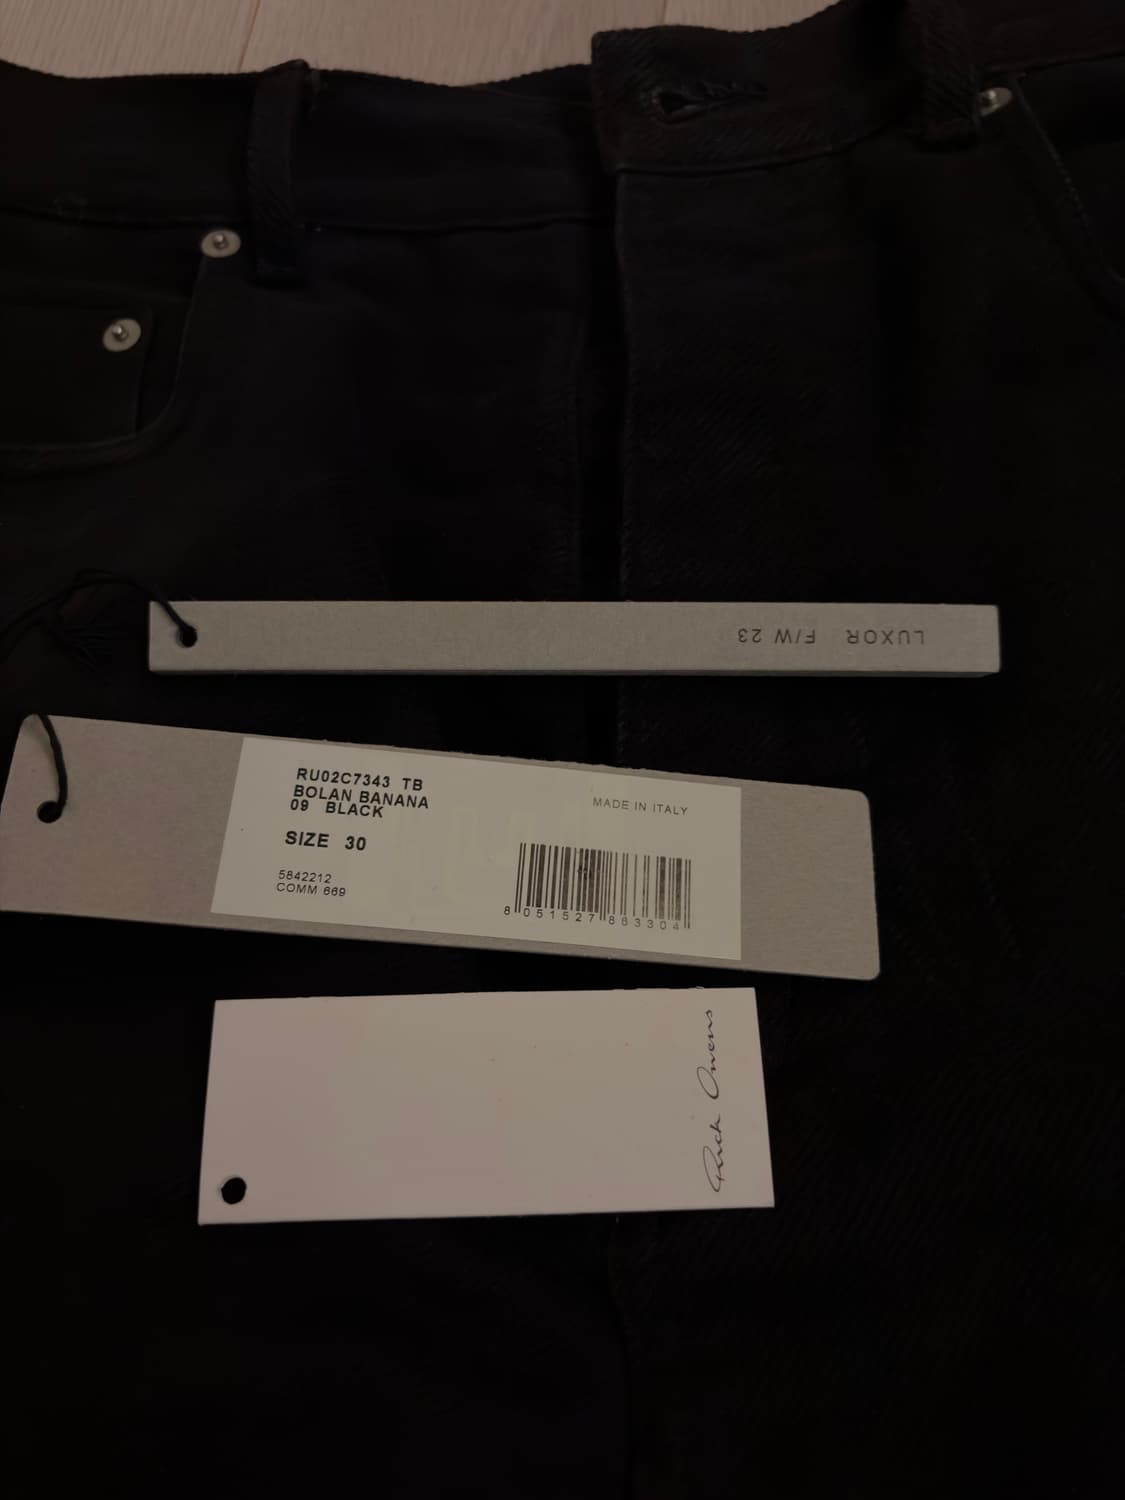 LUXOR F/W 23
RU02C7343 TB
BOLAN BANANA
09 BLACK
SIZE 30
5842212
COMM 669
MADE IN ITALY
8 051527 863304
Rick Owens